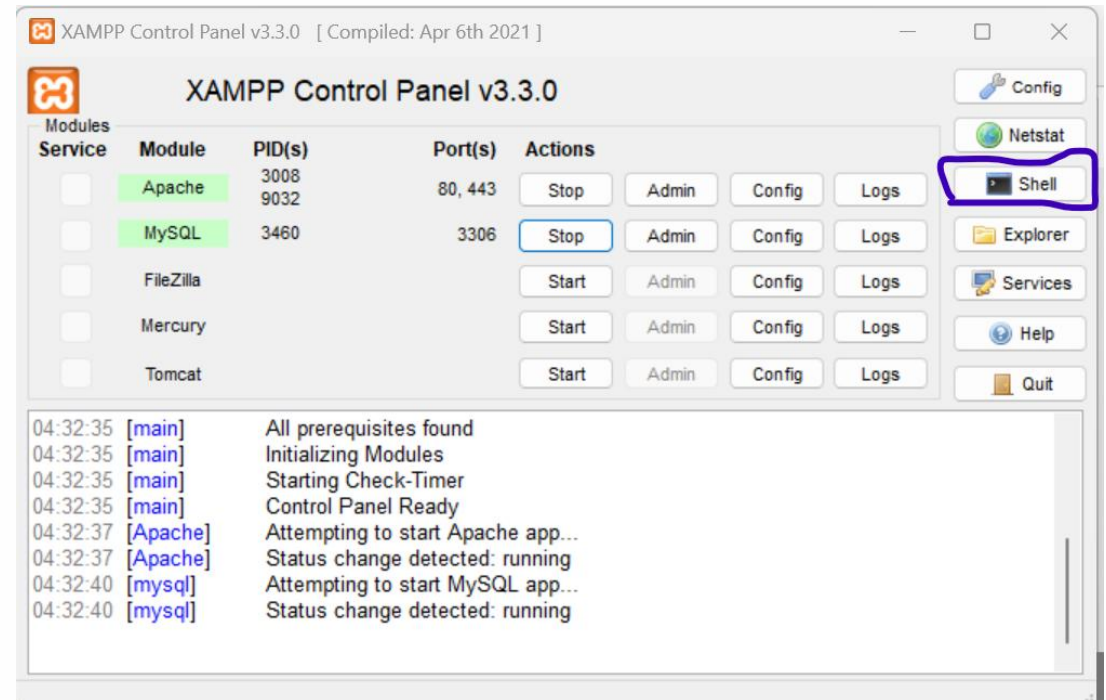 XAMPP Control Panel v3.3.0 [ Compiled: Apr 6th 2021 ]
XAMPP Control Panel v3.3.0
Config
Modules
Netstat
Service Module PID(s) Port(s) Actions
Apache 3008 9032 80, 443 Stop Admin Config Logs
Shell
MySQL 3460 3306 Stop Admin Config Logs
Explorer
FileZilla Start Admin Config Logs
Services
Mercury Start Admin Config Logs
Help
Tomcat Start Admin Config Logs
Quit
04:32:35 [main] All prerequisites found
04:32:35 [main] Initializing Modules
04:32:35 [main] Starting Check-Timer
04:32:35 [main] Control Panel Ready
04:32:37 [Apache] Attempting to start Apache app...
04:32:37 [Apache] Status change detected: running
04:32:40 [mysql] Attempting to start MySQL app...
04:32:40 [mysql] Status change detected: running